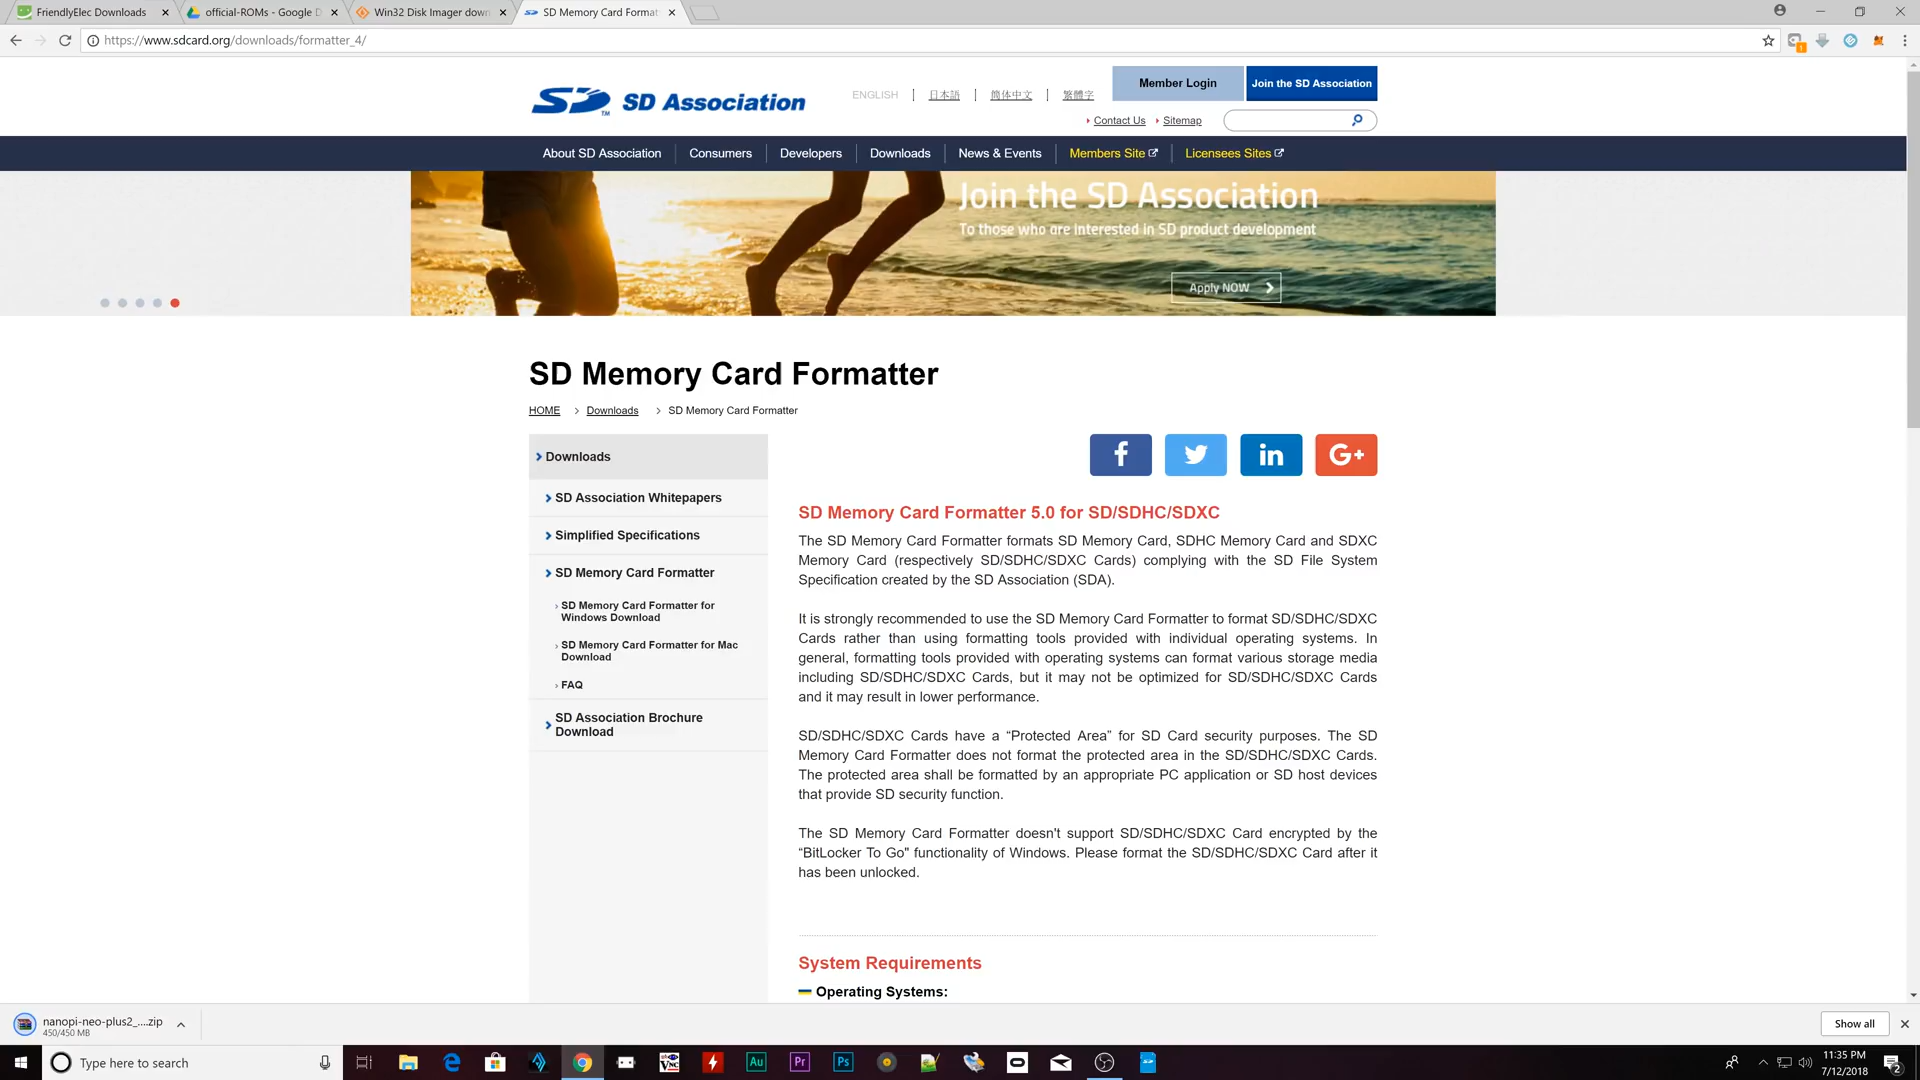 FriendlyElec Downloads
official-ROMs - Google D
Win32 Disk Imager down
SD Memory Card Format
https://www.sdcard.org/downloads/formatter_4/
SD Association
TM
ENGLISH
日本語
简体中文
繁體字
Member Login
Join the SD Association
Contact Us
Sitemap
About SD Association
Consumers
Developers
Downloads
News & Events
Members Site
Licensees Sites
Join the SD Association
To those who are interested in SD product development
Apply NOW
SD Memory Card Formatter
HOME > Downloads > SD Memory Card Formatter
Downloads
SD Association Whitepapers
Simplified Specifications
SD Memory Card Formatter
SD Memory Card Formatter for
Windows Download
SD Memory Card Formatter for Mac
Download
FAQ
SD Association Brochure
Download
f
in
G+
SD Memory Card Formatter 5.0 for SD/SDHC/SDXC
The SD Memory Card Formatter formats SD Memory Card, SDHC Memory Card and SDXC
Memory Card (respectively SD/SDHC/SDXC Cards) complying with the SD File System
Specification created by the SD Association (SDA).
It is strongly recommended to use the SD Memory Card Formatter to format SD/SDHC/SDXC
Cards rather than using formatting tools provided with individual operating systems. In
general, formatting tools provided with operating systems can format various storage media
including SD/SDHC/SDXC Cards, but it may not be optimized for SD/SDHC/SDXC Cards
and it may result in lower performance.
SD/SDHC/SDXC Cards have a “Protected Area” for SD Card security purposes. The SD
Memory Card Formatter does not format the protected area in the SD/SDHC/SDXC Cards.
The protected area shall be formatted by an appropriate PC application or SD host devices
that provide SD security function.
The SD Memory Card Formatter doesn't support SD/SDHC/SDXC Card encrypted by the
“BitLocker To Go" functionality of Windows. Please format the SD/SDHC/SDXC Card after it
has been unlocked.
System Requirements
Operating Systems:
nanopi-neo-plus2_....zip
450/450 MB
Show all
Type here to search
Au
Pr
Ps
11:35 PM
7/12/2018
2